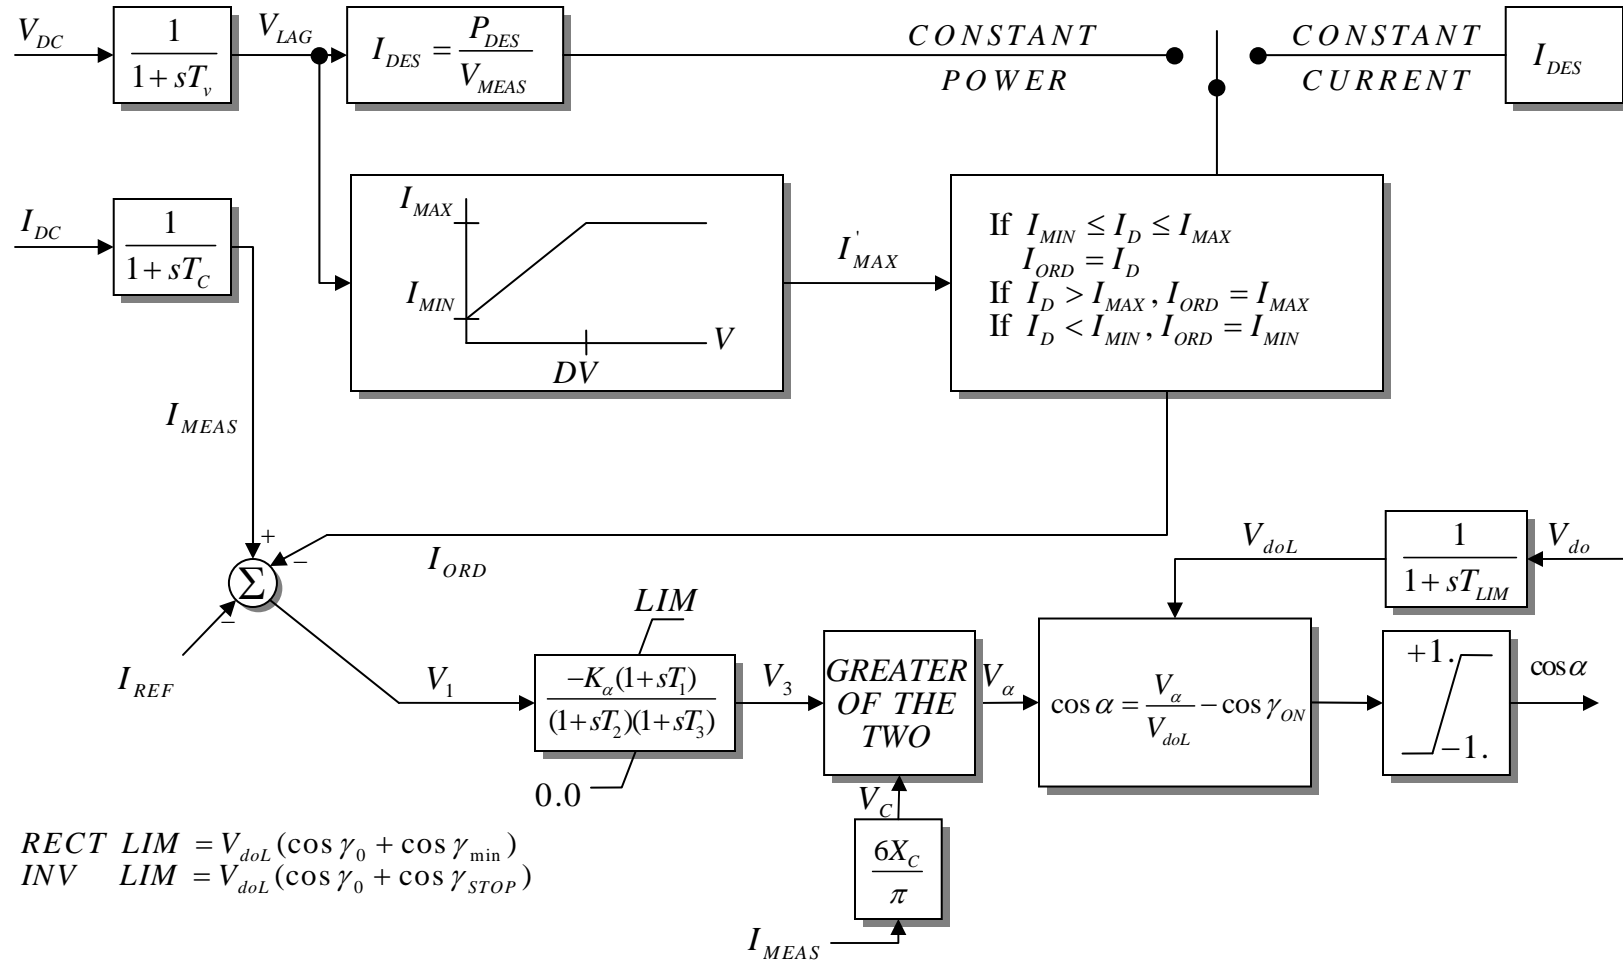 V_DC
1 / (1 + sT_v)
V_LAG
I_DES = P_DES / V_MEAS
CONSTANT
POWER
CONSTANT
CURRENT
I_DES
I_DC
1 / (1 + sT_C)
I_MAX
I_MIN
V
DV
I'_MAX
If I_MIN ≤ I_D ≤ I_MAX
I_ORD = I_D
If I_D > I_MAX, I_ORD = I_MAX
If I_D < I_MIN, I_ORD = I_MIN
I_MEAS
+
−
Σ
−
I_ORD
I_REF
V_doL
1 / (1 + sT_LIM)
V_do
LIM
V_1
−K_α(1+sT_1) / ((1+sT_2)(1+sT_3))
0.0
V_3
GREATER
OF THE
TWO
V_α
cos α = V_α / V_doL − cos γ_ON
+1.
−1.
cos α
V_C
6X_C / π
I_MEAS
RECT LIM = V_doL(cos γ_0 + cos γ_min)
INV LIM = V_doL(cos γ_0 + cos γ_STOP)